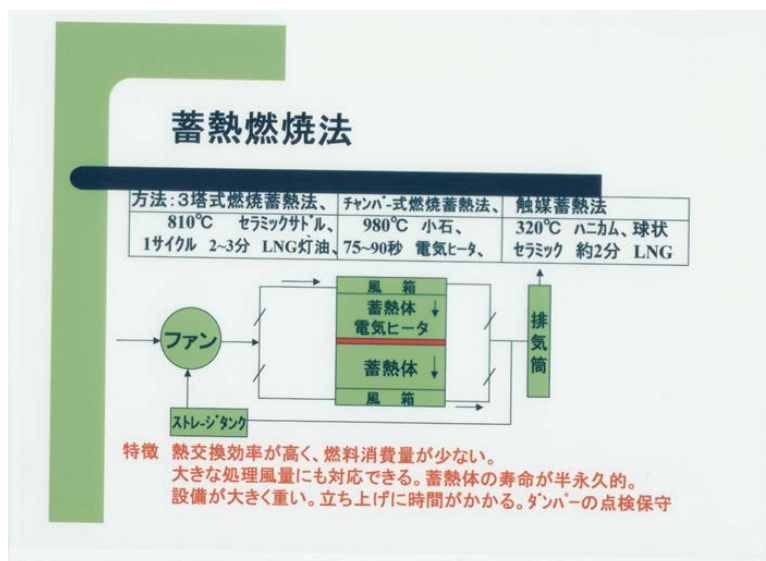 蓄熱燃焼法
方法:3塔式燃焼蓄熱法、 チャンバー式燃焼蓄熱法、 触媒蓄熱法
810℃ セラミックサドル、 980℃ 小石、 320℃ ハニカム、球状
1サイクル 2~3分 LNG灯油、 75~90秒 電気ヒータ、 セラミック 約2分 LNG
風 箱
蓄熱体
電気ヒータ
ファン
排気筒
蓄熱体
風 箱
ストレージタンク
特徴 熱交換効率が高く、燃料消費量が少ない。
大きな処理風量にも対応できる。蓄熱体の寿命が半永久的。
設備が大きく重い。立ち上げに時間がかかる。ダンパーの点検保守